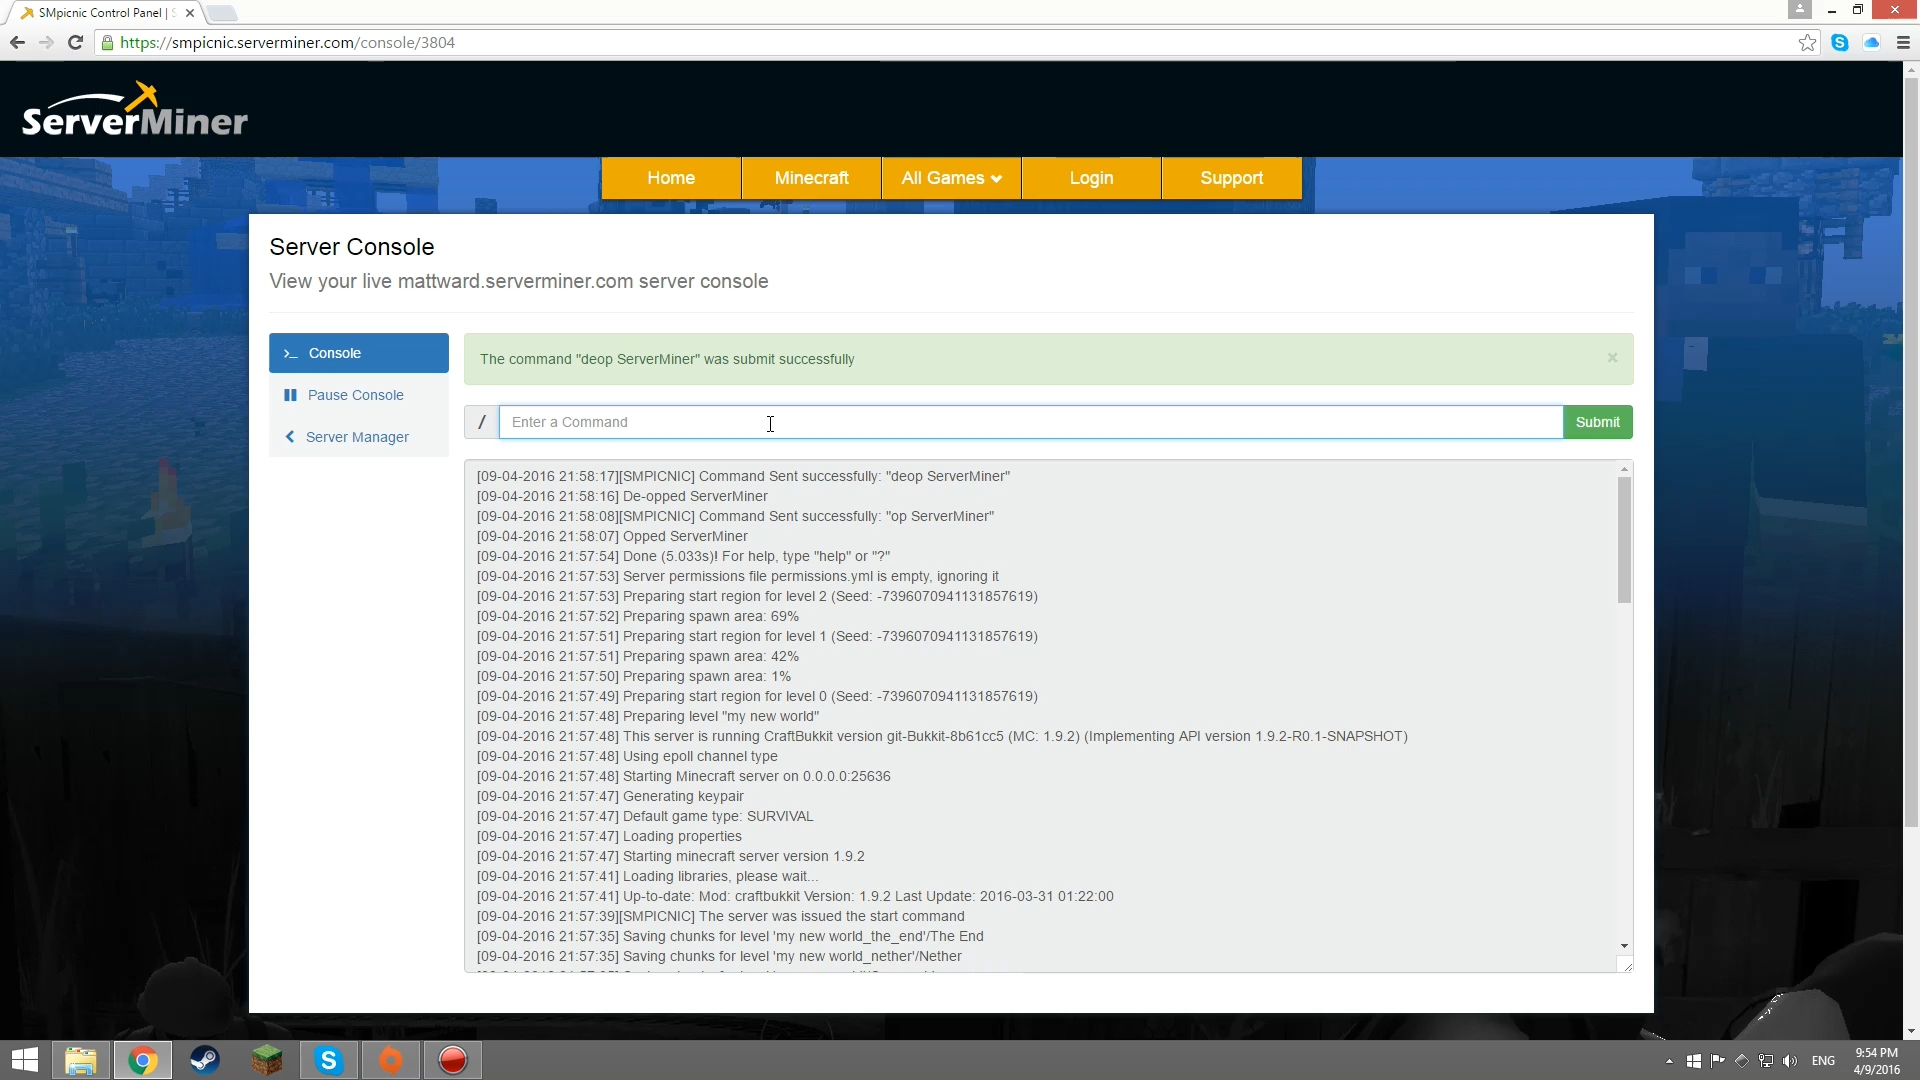 SMpicnic Control Panel | S
https://smpicnic.serverminer.com/console/3804
ServerMiner
Home
Minecraft
All Games
Login
Support
Server Console
View your live mattward.serverminer.com server console
>_ Console
Pause Console
Server Manager
The command "deop ServerMiner" was submit successfully
×
/ Enter a Command
Submit
[09-04-2016 21:58:17][SMPICNIC] Command Sent successfully: "deop ServerMiner"
[09-04-2016 21:58:16] De-opped ServerMiner
[09-04-2016 21:58:08][SMPICNIC] Command Sent successfully: "op ServerMiner"
[09-04-2016 21:58:07] Opped ServerMiner
[09-04-2016 21:57:54] Done (5.033s)! For help, type "help" or "?"
[09-04-2016 21:57:53] Server permissions file permissions.yml is empty, ignoring it
[09-04-2016 21:57:53] Preparing start region for level 2 (Seed: -7396070941131857619)
[09-04-2016 21:57:52] Preparing spawn area: 69%
[09-04-2016 21:57:51] Preparing start region for level 1 (Seed: -7396070941131857619)
[09-04-2016 21:57:51] Preparing spawn area: 42%
[09-04-2016 21:57:50] Preparing spawn area: 1%
[09-04-2016 21:57:49] Preparing start region for level 0 (Seed: -7396070941131857619)
[09-04-2016 21:57:48] Preparing level "my new world"
[09-04-2016 21:57:48] This server is running CraftBukkit version git-Bukkit-8b61cc5 (MC: 1.9.2) (Implementing API version 1.9.2-R0.1-SNAPSHOT)
[09-04-2016 21:57:48] Using epoll channel type
[09-04-2016 21:57:48] Starting Minecraft server on 0.0.0.0:25636
[09-04-2016 21:57:47] Generating keypair
[09-04-2016 21:57:47] Default game type: SURVIVAL
[09-04-2016 21:57:47] Loading properties
[09-04-2016 21:57:47] Starting minecraft server version 1.9.2
[09-04-2016 21:57:41] Loading libraries, please wait...
[09-04-2016 21:57:41] Up-to-date: Mod: craftbukkit Version: 1.9.2 Last Update: 2016-03-31 01:22:00
[09-04-2016 21:57:39][SMPICNIC] The server was issued the start command
[09-04-2016 21:57:35] Saving chunks for level 'my new world_the_end'/The End
[09-04-2016 21:57:35] Saving chunks for level 'my new world_nether'/Nether
ENG
9:54 PM
4/9/2016